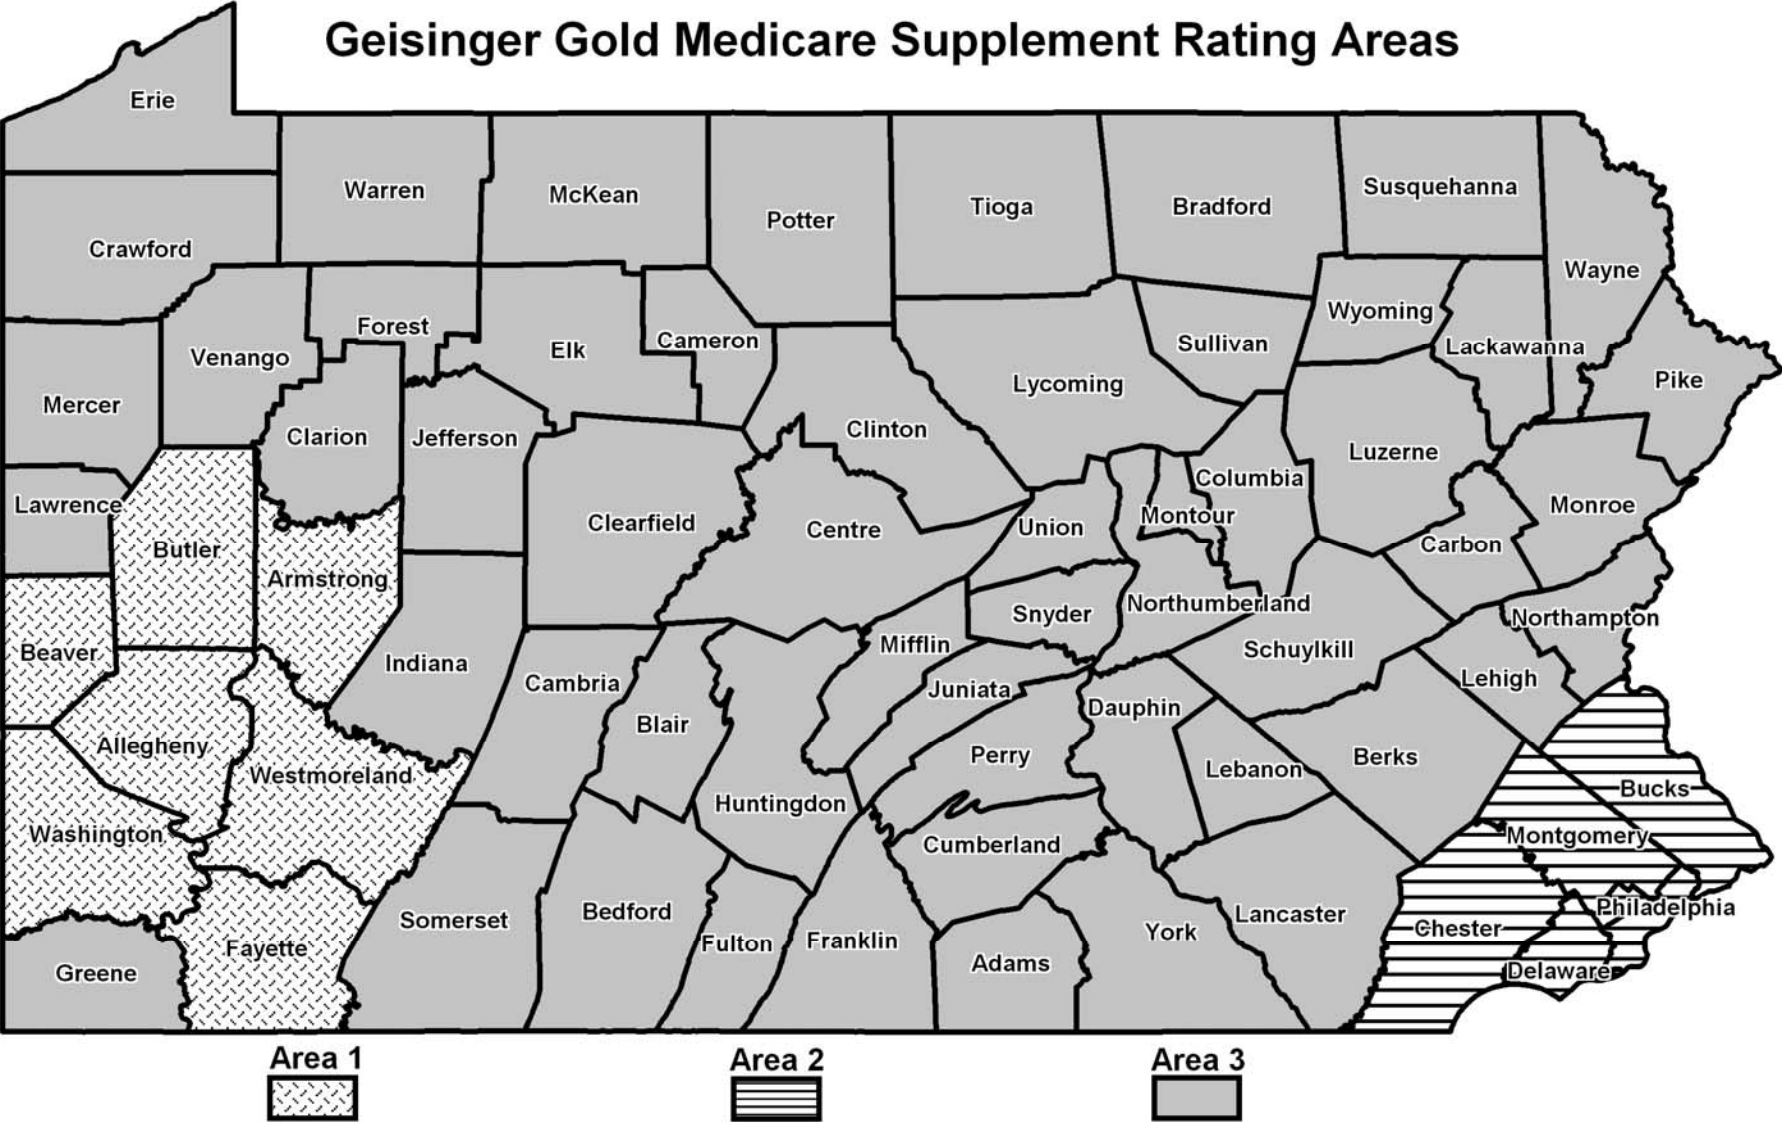 Geisinger Gold Medicare Supplement Rating Areas
Erie
Warren
McKean
Potter
Tioga
Bradford
Susquehanna
Wayne
Crawford
Forest
Venango
Elk
Cameron
Wyoming
Lackawanna
Sullivan
Pike
Mercer
Clarion
Jefferson
Clinton
Lycoming
Luzerne
Columbia
Lawrence
Butler
Armstrong
Clearfield
Centre
Union
Montour
Monroe
Carbon
Beaver
Indiana
Cambria
Mifflin
Snyder
Northumberland
Schuylkill
Northampton
Lehigh
Allegheny
Westmoreland
Blair
Huntingdon
Juniata
Perry
Dauphin
Lebanon
Berks
Bucks
Washington
Cumberland
Montgomery
Greene
Fayette
Somerset
Bedford
Fulton
Franklin
Adams
York
Lancaster
Chester
Philadelphia
Delaware
Area 1
Area 2
Area 3